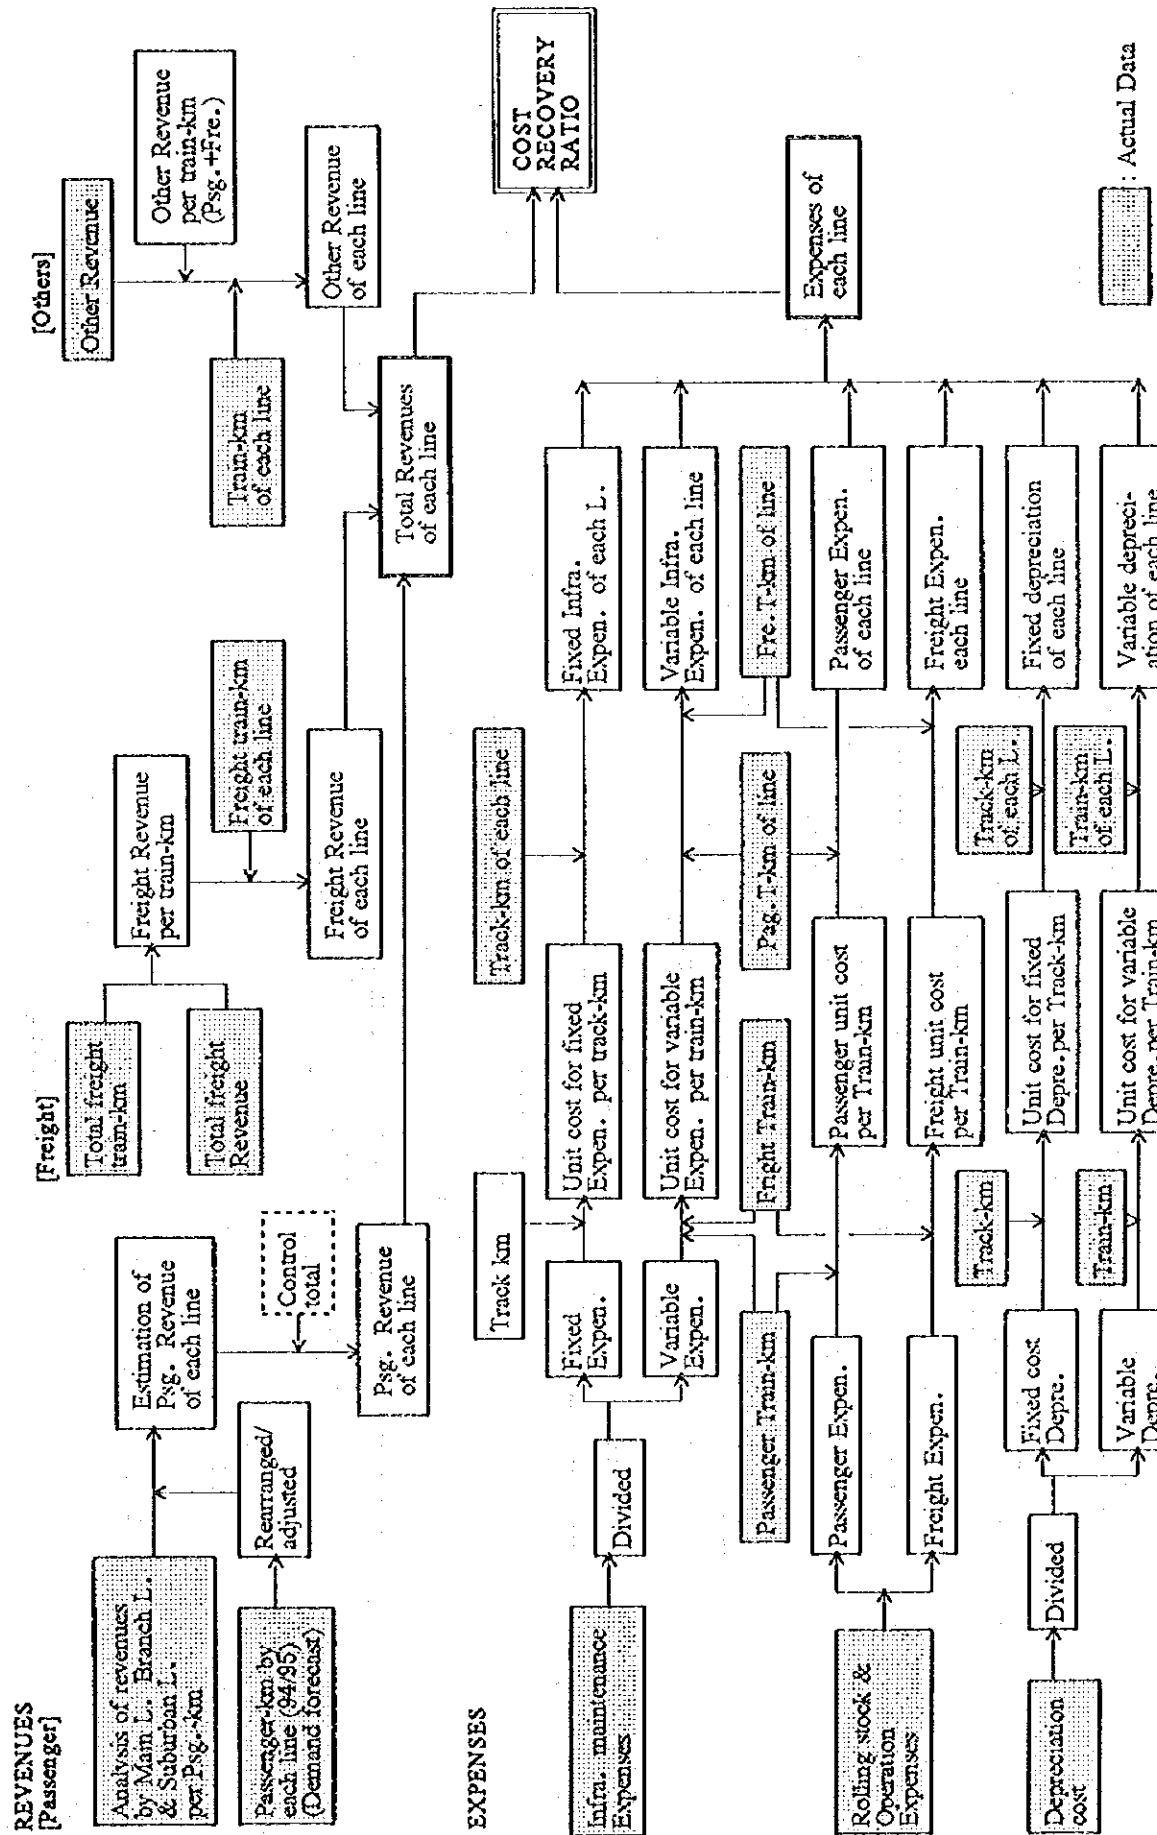 REVENUES
[Passenger]
Analysis of revenues
by Main L. Branch L.
& Suburban L.
per Psg.-km
Passenger-km by
each line (94/95)
(Demand forecast)
Rearranged/
adjusted
Estimation of
Psg. Revenue
of each line
Control
total
Psg. Revenue
of each line
[Freight]
Total freight
train-km
Total freight
Revenue
Freight Revenue
per train-km
Freight train-km
of each line
Freight Revenue
of each line
[Others]
Other Revenue
Other Revenue
per train-km
(Psg.+Fre.)
Train-km
of each line
Other Revenue
of each line
Total Revenues
of each line
COST
RECOVERY
RATIO
EXPENSES
Infra. maintenance
Expenses
Divided
Fixed
Expen.
Variable
Expen.
Track km
Unit cost for fixed
Expen. per track-km
Unit cost for variable
Expen. per train-km
Track-km of each line
Fixed Infra.
Expen. of each L.
Variable Infra.
Expen. of each line
Passenger Train-km
Fright Train-km
Pag. T-km of line
Fre. T-km of line
Rolling stock &
Operation
Expenses
Passenger Expen.
Freight Expen.
Passenger unit cost
per Train-km
Freight unit cost
per Train-km
Passenger Expen.
of each line
Freight Expen.
each line
Expenses of
each line
Depreciation
cost
Divided
Fixed cost
Depre.
Variable
Depre.
Track-km
Train-km
Unit cost for fixed
Depre. per Track-km
Unit cost for variable
Depre. per Train-km
Track-km
of each L.
Train-km
of each L.
Fixed depreciation
of each line
Variable depreci-
ation of each line
: Actual Data